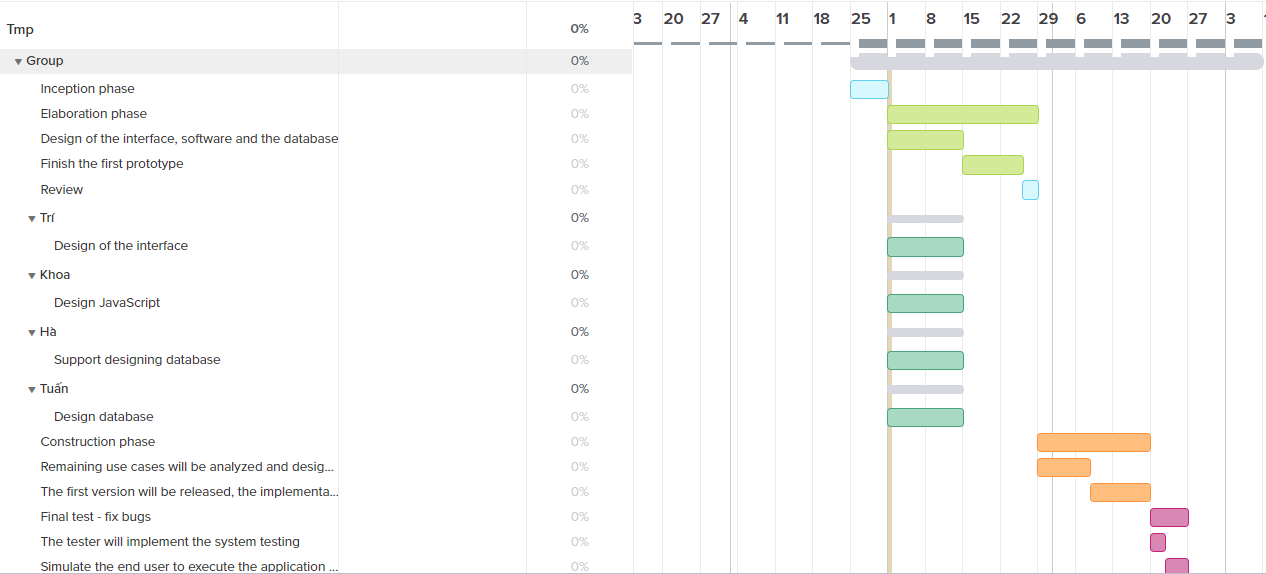 3 20 27 4 11 18 25 1 8 15 22 29 6 13 20 27 3
Tmp 0%
Group 0%
Inception phase 0%
Elaboration phase 0%
Design of the interface, software and the database 0%
Finish the first prototype 0%
Review 0%
Trí 0%
Design of the interface 0%
Khoa 0%
Design JavaScript 0%
Hà 0%
Support designing database 0%
Tuấn 0%
Design database 0%
Construction phase 0%
Remaining use cases will be analyzed and desig... 0%
The first version will be released, the implementa... 0%
Final test - fix bugs 0%
The tester will implement the system testing 0%
Simulate the end user to execute the application ... 0%